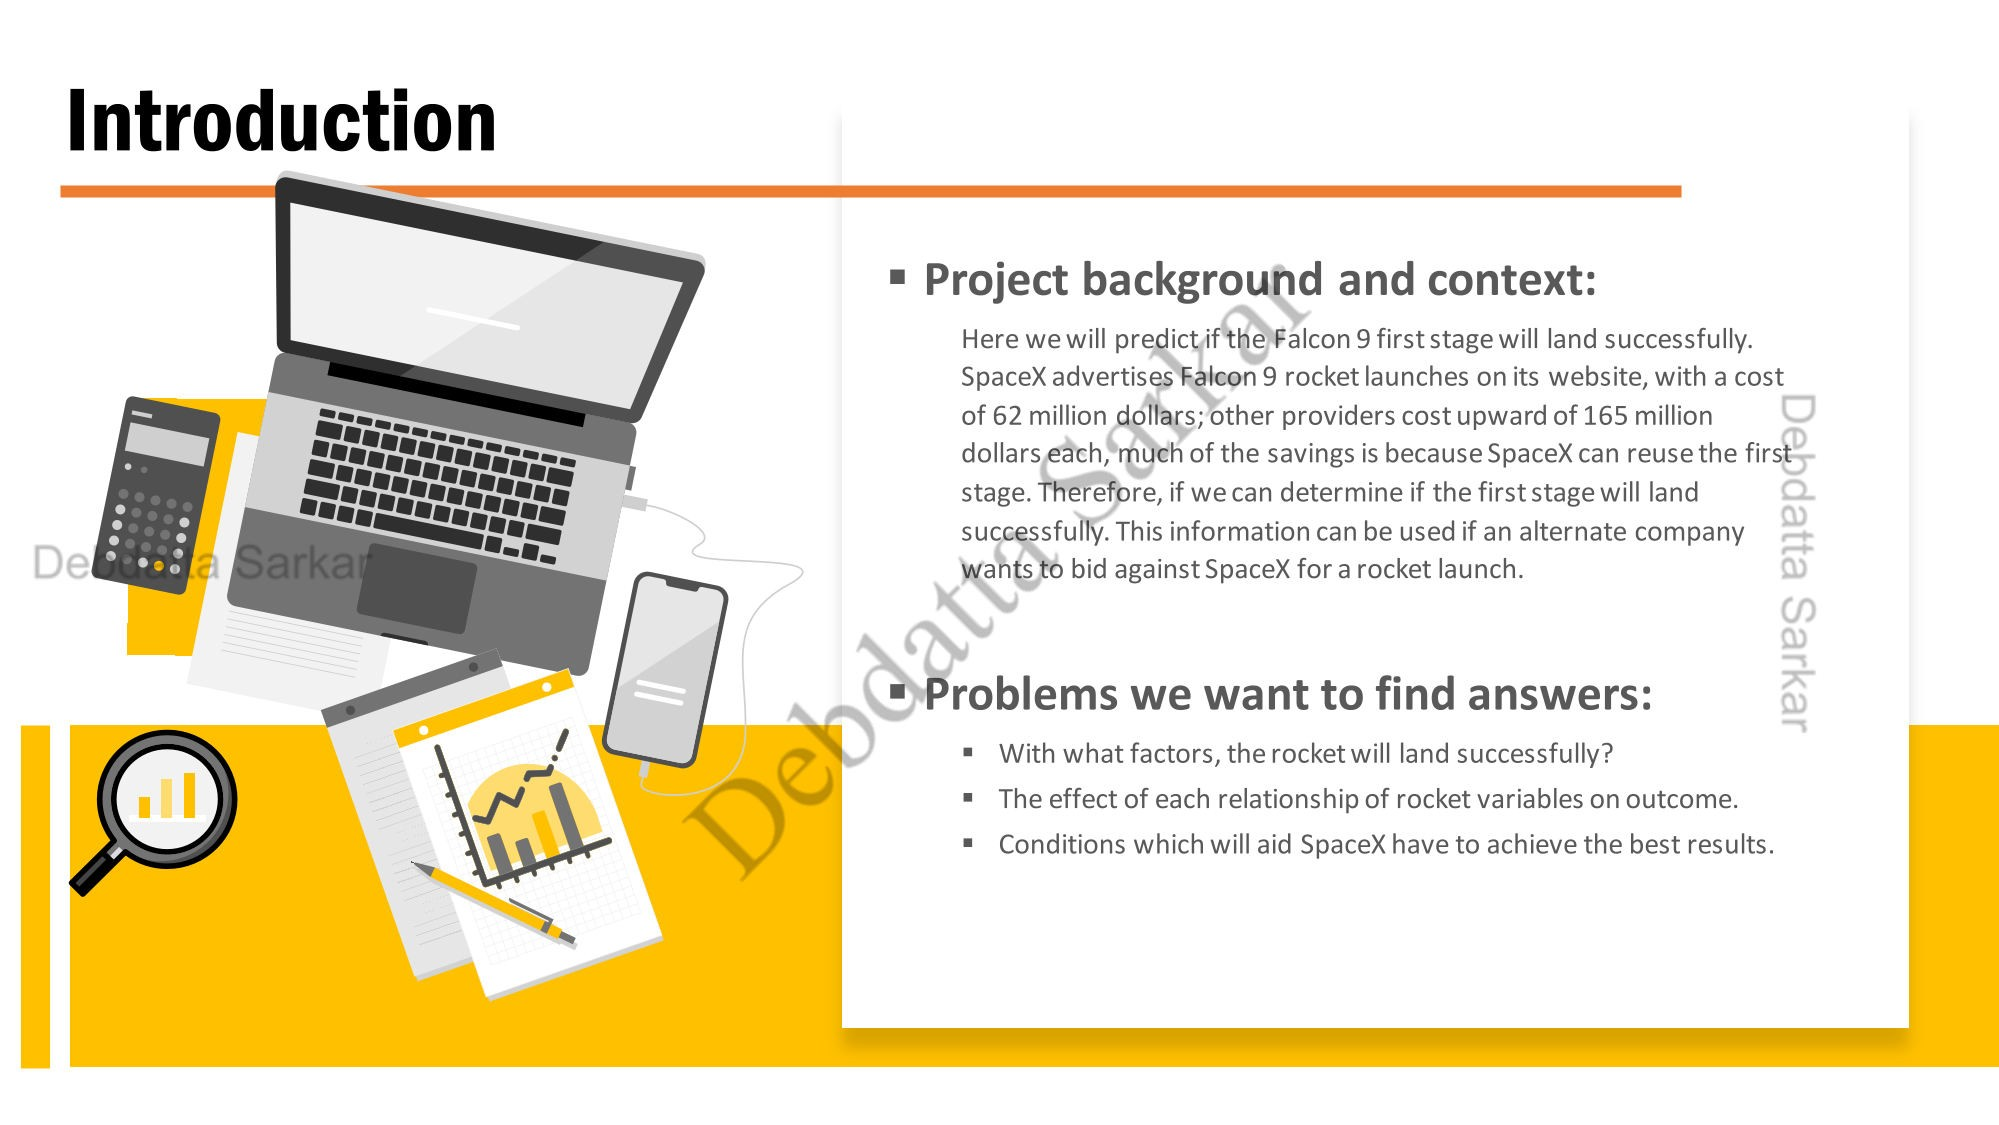 Introduction
▪ Project background and context:
Here we will predict if the Falcon 9 first stage will land successfully.
SpaceX advertises Falcon 9 rocket launches on its website, with a cost
of 62 million dollars; other providers cost upward of 165 million
dollars each, much of the savings is because SpaceX can reuse the first
stage. Therefore, if we can determine if the first stage will land
successfully. This information can be used if an alternate company
wants to bid against SpaceX for a rocket launch.
▪ Problems we want to find answers:
▪ With what factors, the rocket will land successfully?
▪ The effect of each relationship of rocket variables on outcome.
▪ Conditions which will aid SpaceX have to achieve the best results.
Debdatta Sarkar
Debdatta Sarkar
Debdatta Sarkar